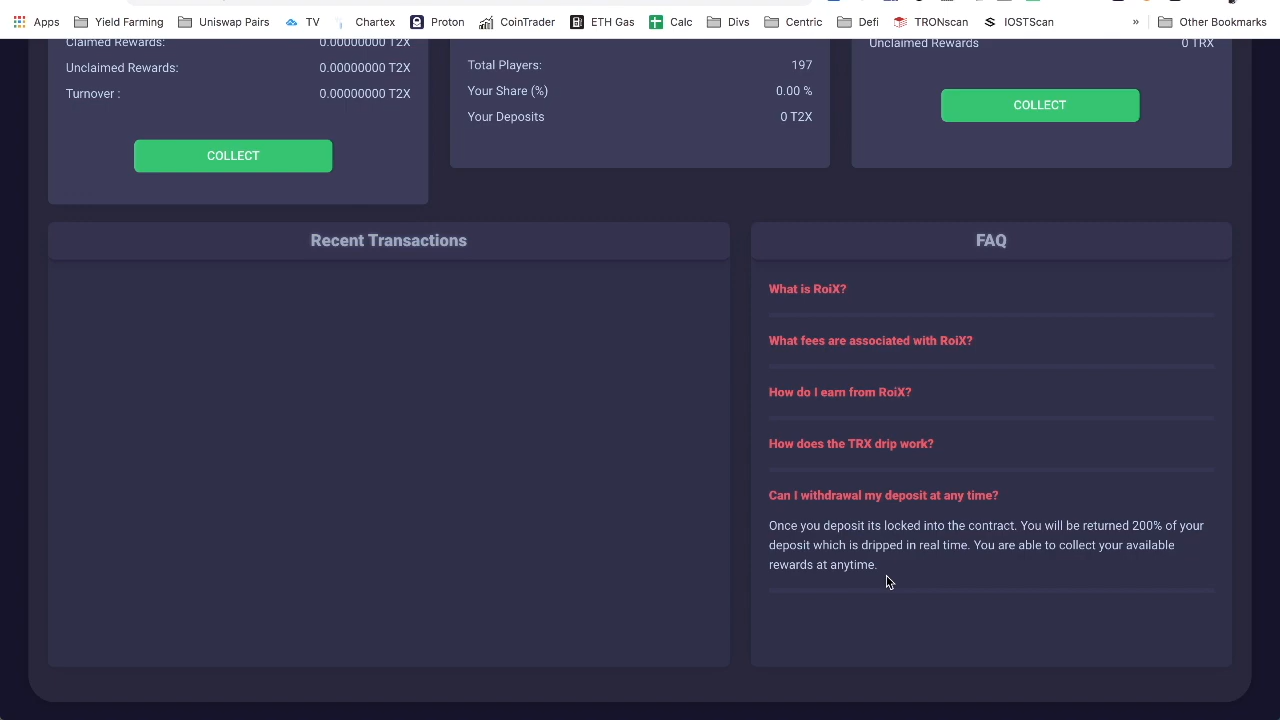 Apps Yield Farming Uniswap Pairs TV Chartex Proton CoinTrader ETH Gas Calc Divs Centric Defi TRONscan IOSTScan » Other Bookmarks
Claimed Rewards: 0.00000000 T2X
Unclaimed Rewards: 0.00000000 T2X
Turnover : 0.00000000 T2X
COLLECT
Total Players: 197
Your Share (%) 0.00 %
Your Deposits 0 T2X
Unclaimed Rewards 0 TRX
COLLECT
Recent Transactions
FAQ
What is RoiX?
What fees are associated with RoiX?
How do I earn from RoiX?
How does the TRX drip work?
Can I withdrawal my deposit at any time?
Once you deposit its locked into the contract. You will be returned 200% of your
deposit which is dripped in real time. You are able to collect your available
rewards at anytime.